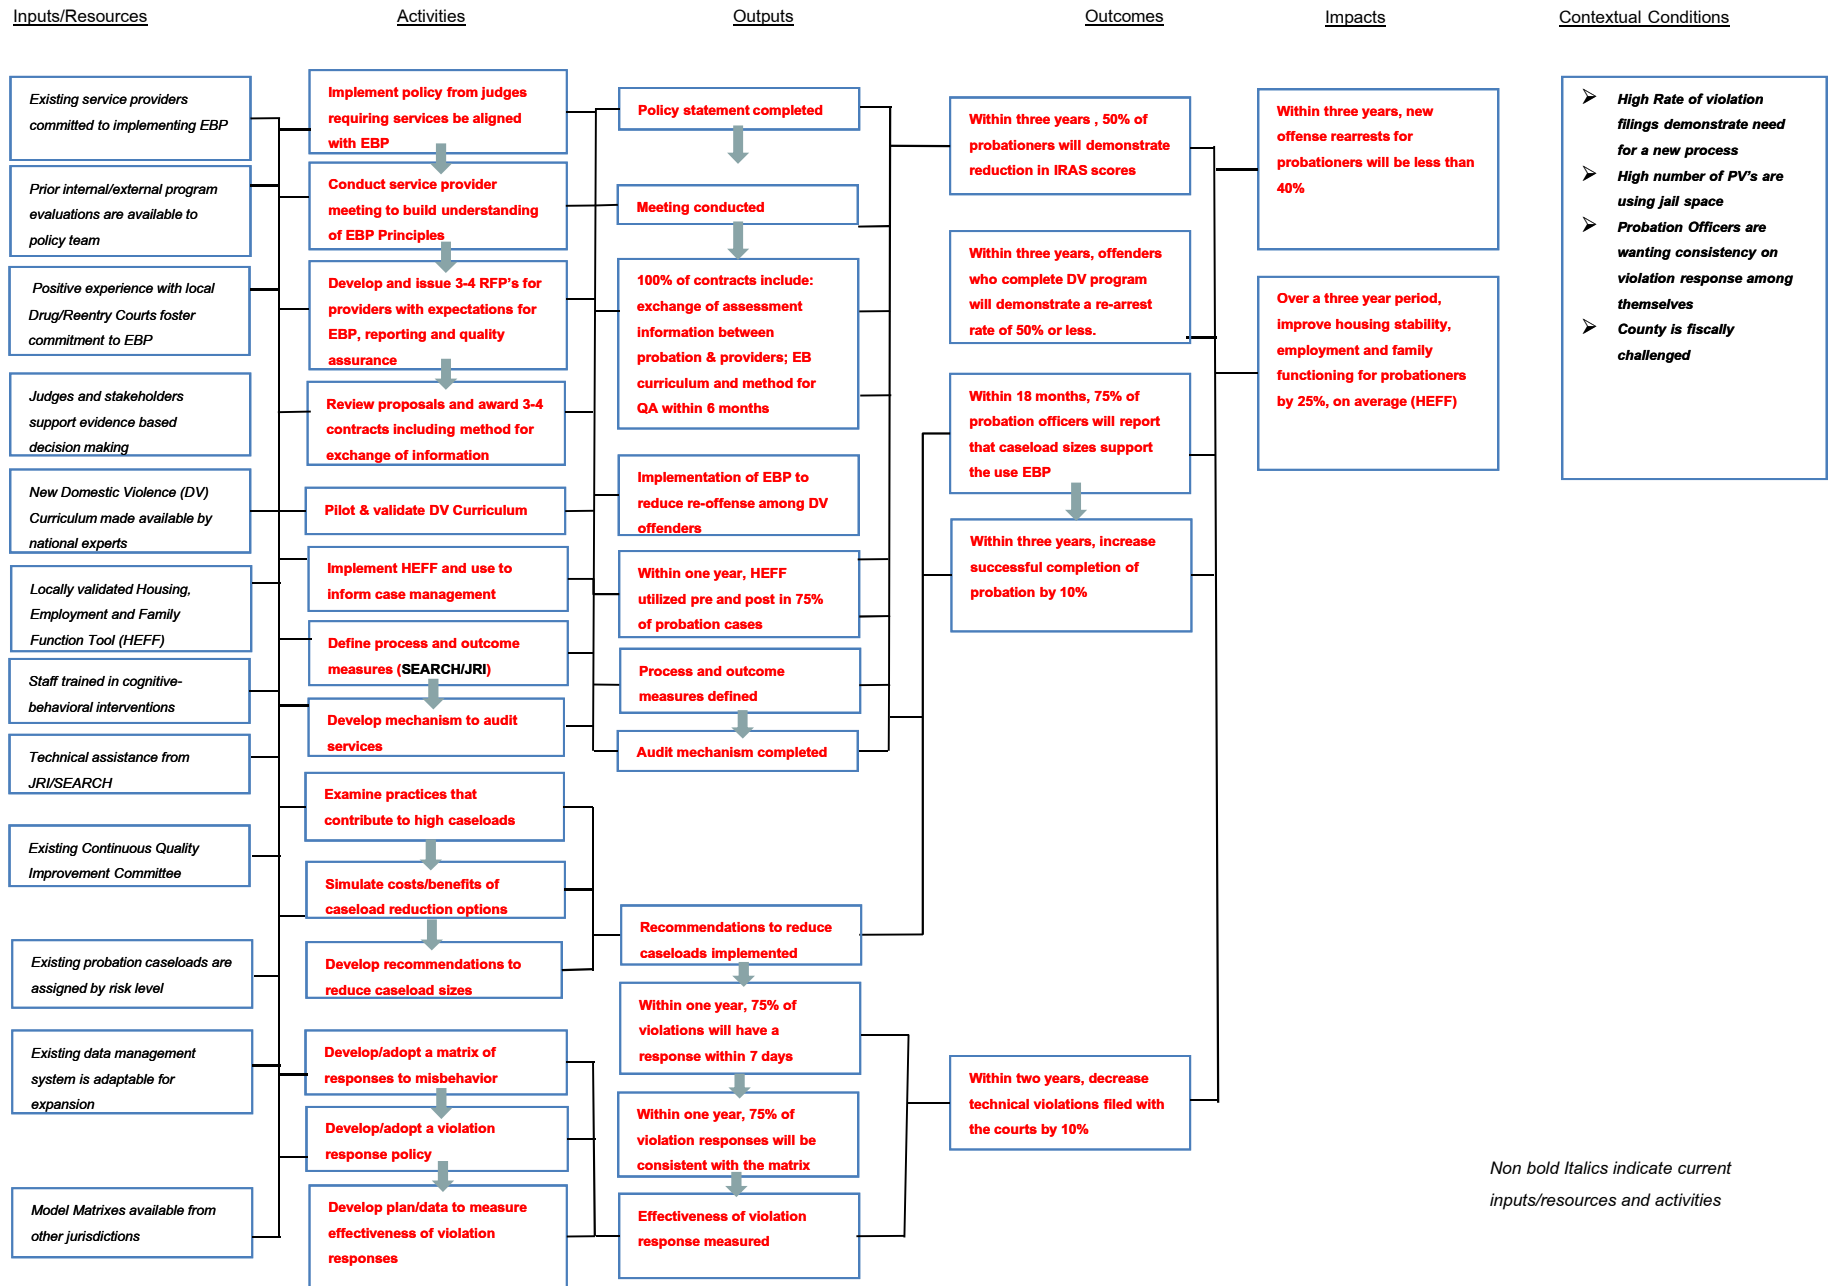 Inputs/Resources
Activities
Outputs
Outcomes
Impacts
Contextual Conditions
Existing service providers
committed to implementing EBP
Prior internal/external program
evaluations are available to
policy team
Positive experience with local
Drug/Reentry Courts foster
commitment to EBP
Judges and stakeholders
support evidence based
decision making
New Domestic Violence (DV)
Curriculum made available by
national experts
Locally validated Housing,
Employment and Family
Function Tool (HEFF)
Staff trained in cognitive-
behavioral interventions
Technical assistance from
JRI/SEARCH
Existing Continuous Quality
Improvement Committee
Existing probation caseloads are
assigned by risk level
Existing data management
system is adaptable for
expansion
Model Matrixes available from
other jurisdictions
Implement policy from judges
requiring services be aligned
with EBP
Conduct service provider
meeting to build understanding
of EBP Principles
Develop and issue 3-4 RFP's for
providers with expectations for
EBP, reporting and quality
assurance
Review proposals and award 3-4
contracts including method for
exchange of information
Pilot & validate DV Curriculum
Implement HEFF and use to
inform case management
Define process and outcome
measures (SEARCH/JRI)
Develop mechanism to audit
services
Examine practices that
contribute to high caseloads
Simulate costs/benefits of
caseload reduction options
Develop recommendations to
reduce caseload sizes
Develop/adopt a matrix of
responses to misbehavior
Develop/adopt a violation
response policy
Develop plan/data to measure
effectiveness of violation
responses
Policy statement completed
Meeting conducted
100% of contracts include:
exchange of assessment
information between
probation & providers; EB
curriculum and method for
QA within 6 months
Implementation of EBP to
reduce re-offense among DV
offenders
Within one year, HEFF
utilized pre and post in 75%
of probation cases
Process and outcome
measures defined
Audit mechanism completed
Recommendations to reduce
caseloads implemented
Within one year, 75% of
violations will have a
response within 7 days
Within one year, 75% of
violation responses will be
consistent with the matrix
Effectiveness of violation
response measured
Within three years , 50% of
probationers will demonstrate
reduction in IRAS scores
Within three years, offenders
who complete DV program
will demonstrate a re-arrest
rate of 50% or less.
Within 18 months, 75% of
probation officers will report
that caseload sizes support
the use EBP
Within three years, increase
successful completion of
probation by 10%
Within two years, decrease
technical violations filed with
the courts by 10%
Within three years, new
offense rearrests for
probationers will be less than
40%
Over a three year period,
improve housing stability,
employment and family
functioning for probationers
by 25%, on average (HEFF)
➢ High Rate of violation
filings demonstrate need
for a new process
➢ High number of PV's are
using jail space
➢ Probation Officers are
wanting consistency on
violation response among
themselves
➢ County is fiscally
challenged
Non bold Italics indicate current
inputs/resources and activities